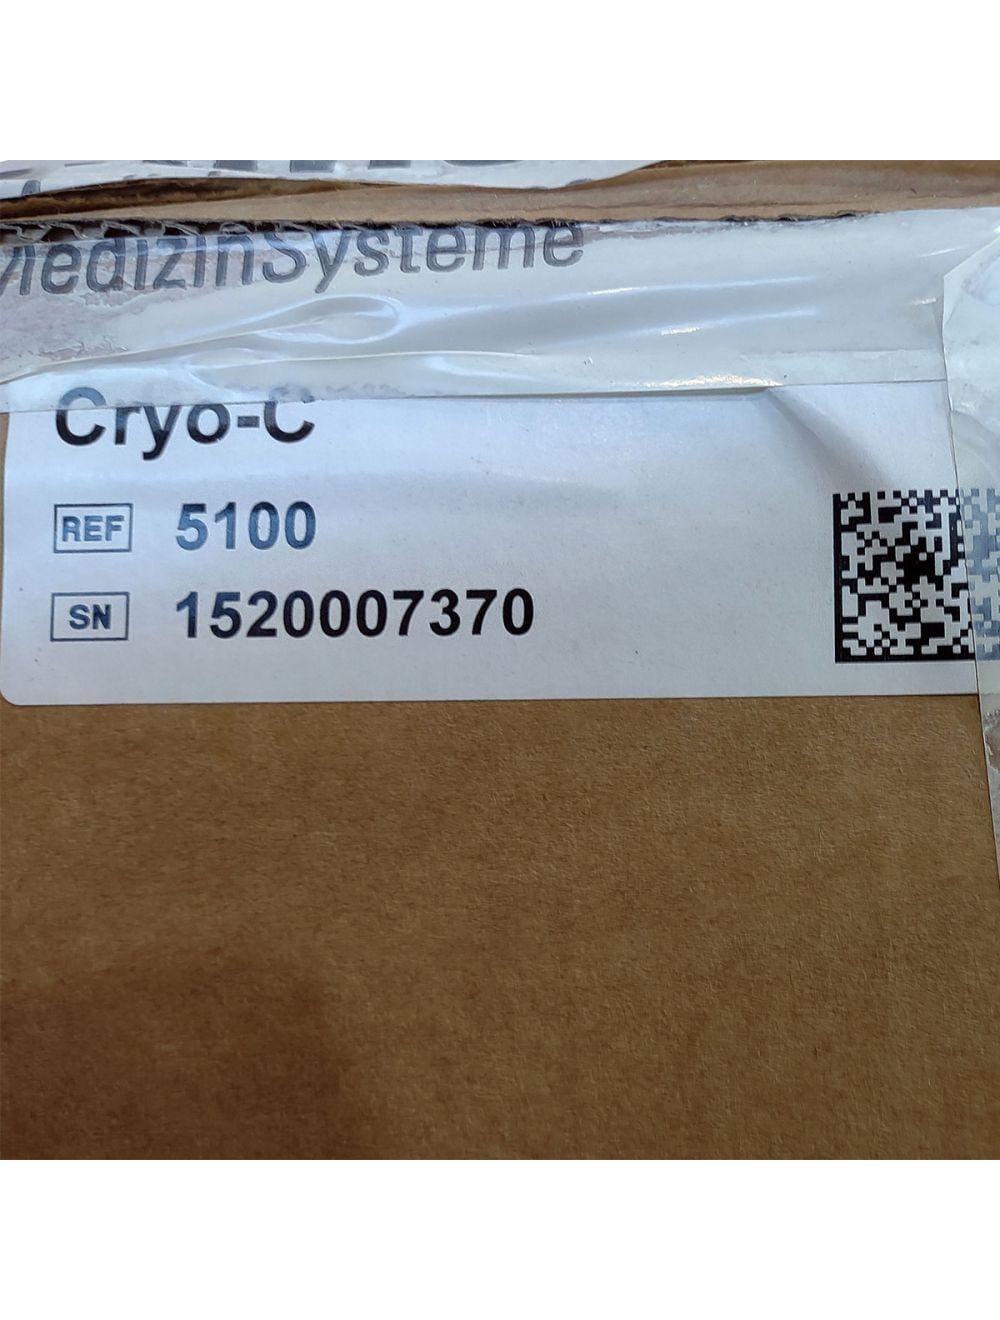 MedizinSysteme
Cryo-C
REF 5100
SN 1520007370